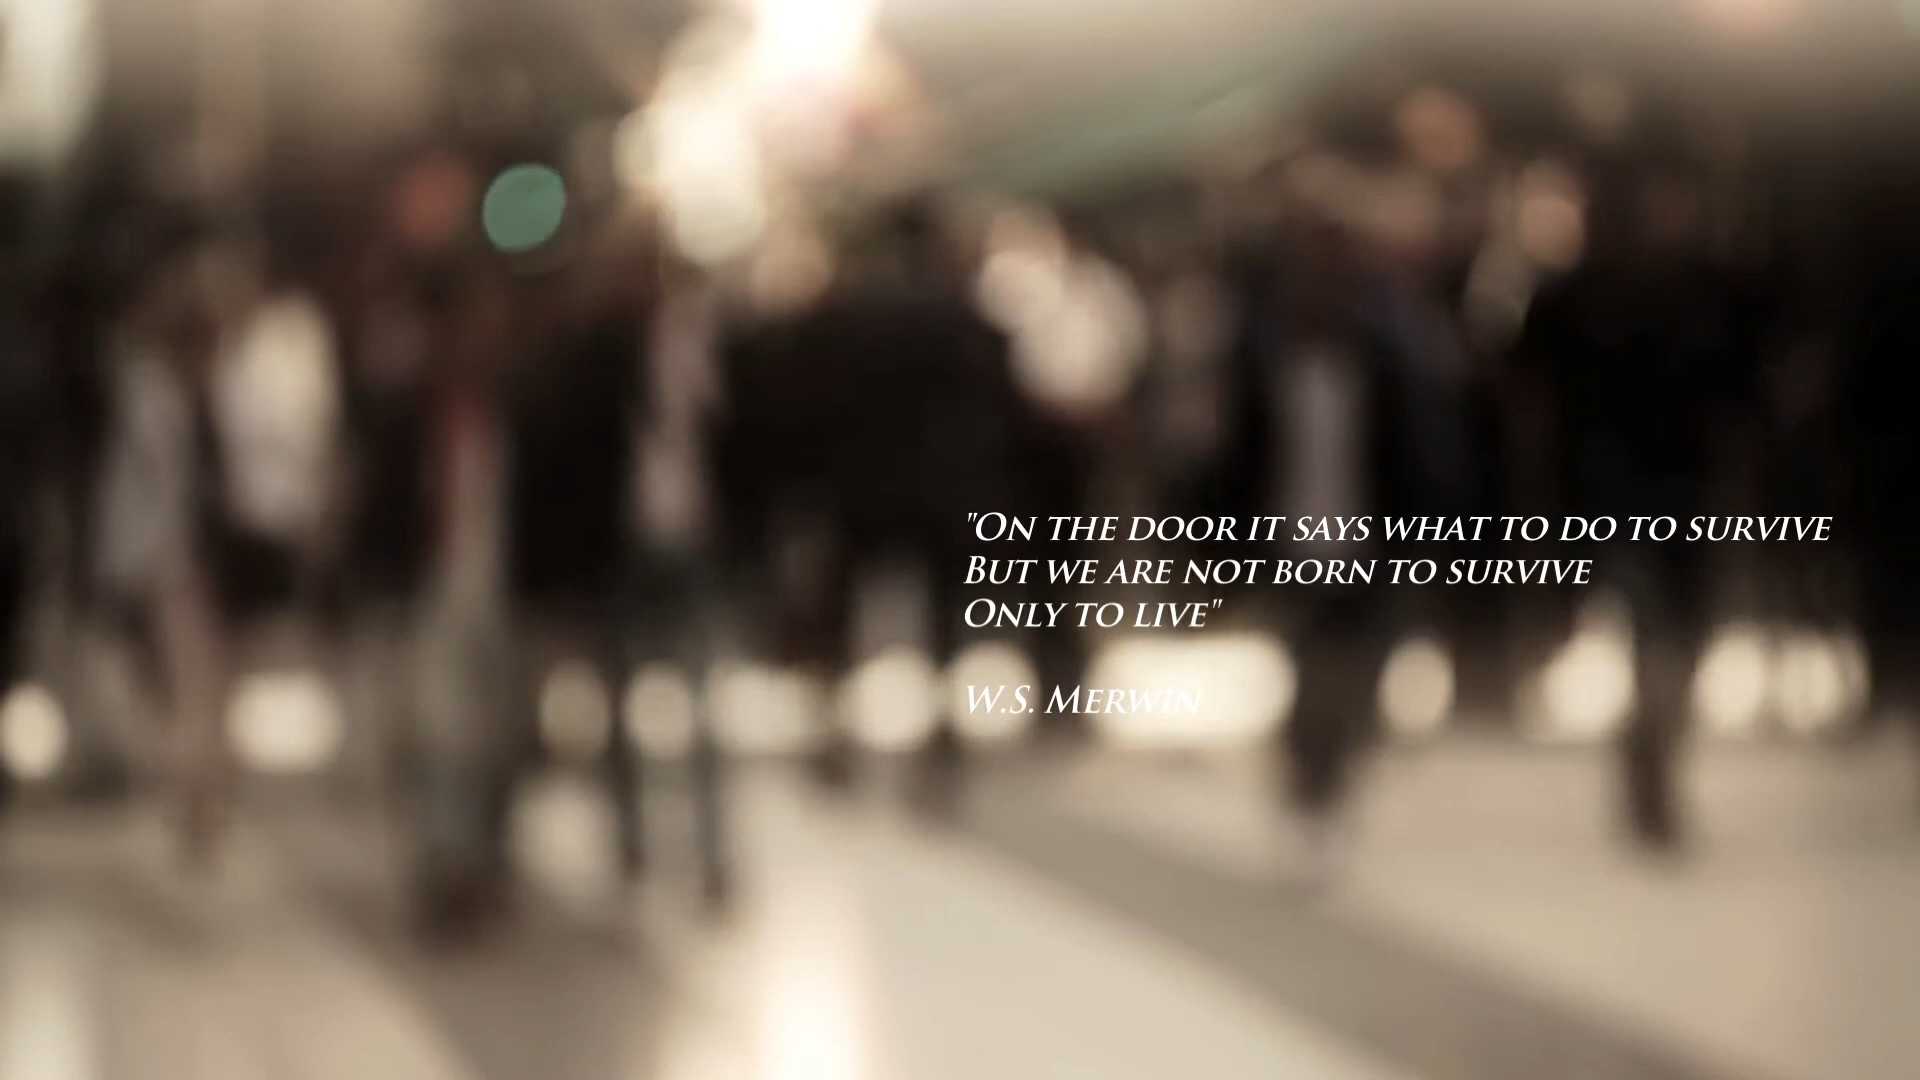 "On the door it says what to do to survive
But we are not born to survive
Only to live"
W.S. Merwin